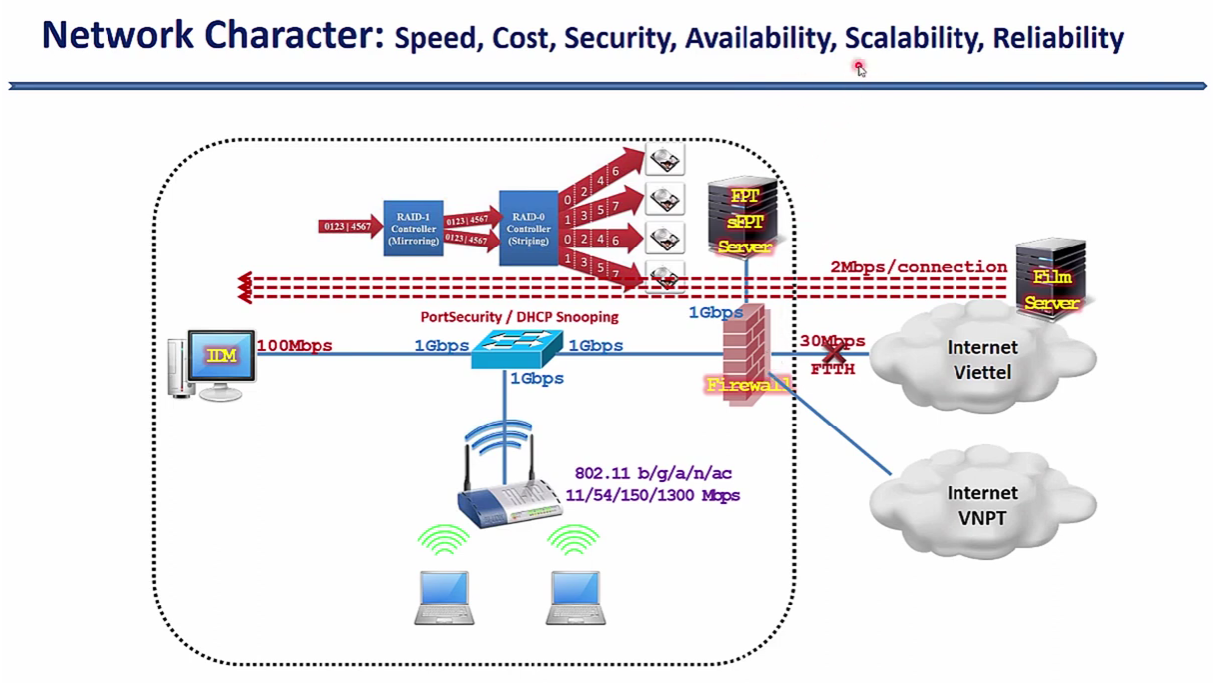 Network Character: Speed, Cost, Security, Availability, Scalability, Reliability
0123 | 4567
RAID-1
Controller
(Mirroring)
0123 | 4567
0123 | 4567
RAID-0
Controller
(Striping)
0 2 4 6
1 3 5 7
0 2 4 6
1 3 5 7
FPT
sFPT
Server
2Mbps/connection
Film
Server
PortSecurity / DHCP Snooping
1Gbps
IDM
100Mbps
1Gbps
1Gbps
1Gbps
Firewall
30Mbps
FTTH
Internet
Viettel
802.11 b/g/a/n/ac
11/54/150/1300 Mbps
Internet
VNPT